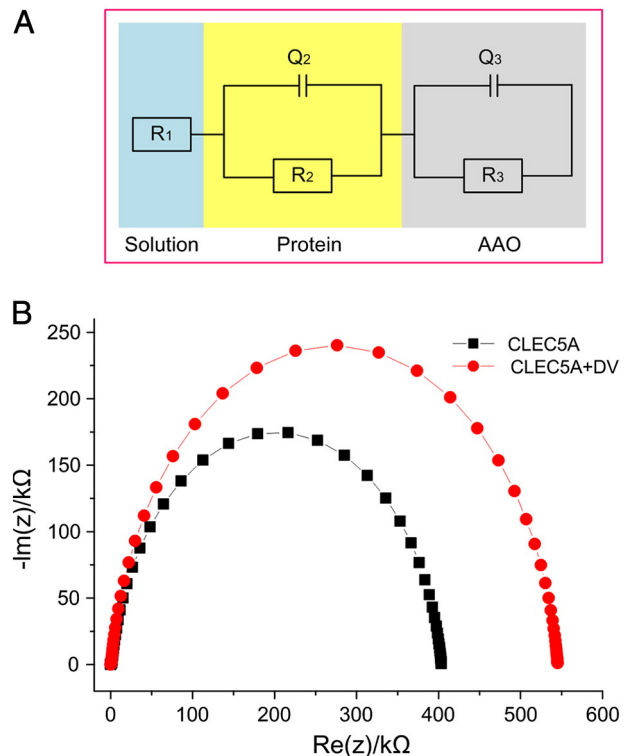 A
Q2 Q3
R1
R2 R3
Solution Protein AAO
B
250
200
150
100
50
0
-Im(z)/kΩ
CLEC5A
CLEC5A+DV
0 100 200 300 400 500 600
Re(z)/kΩ